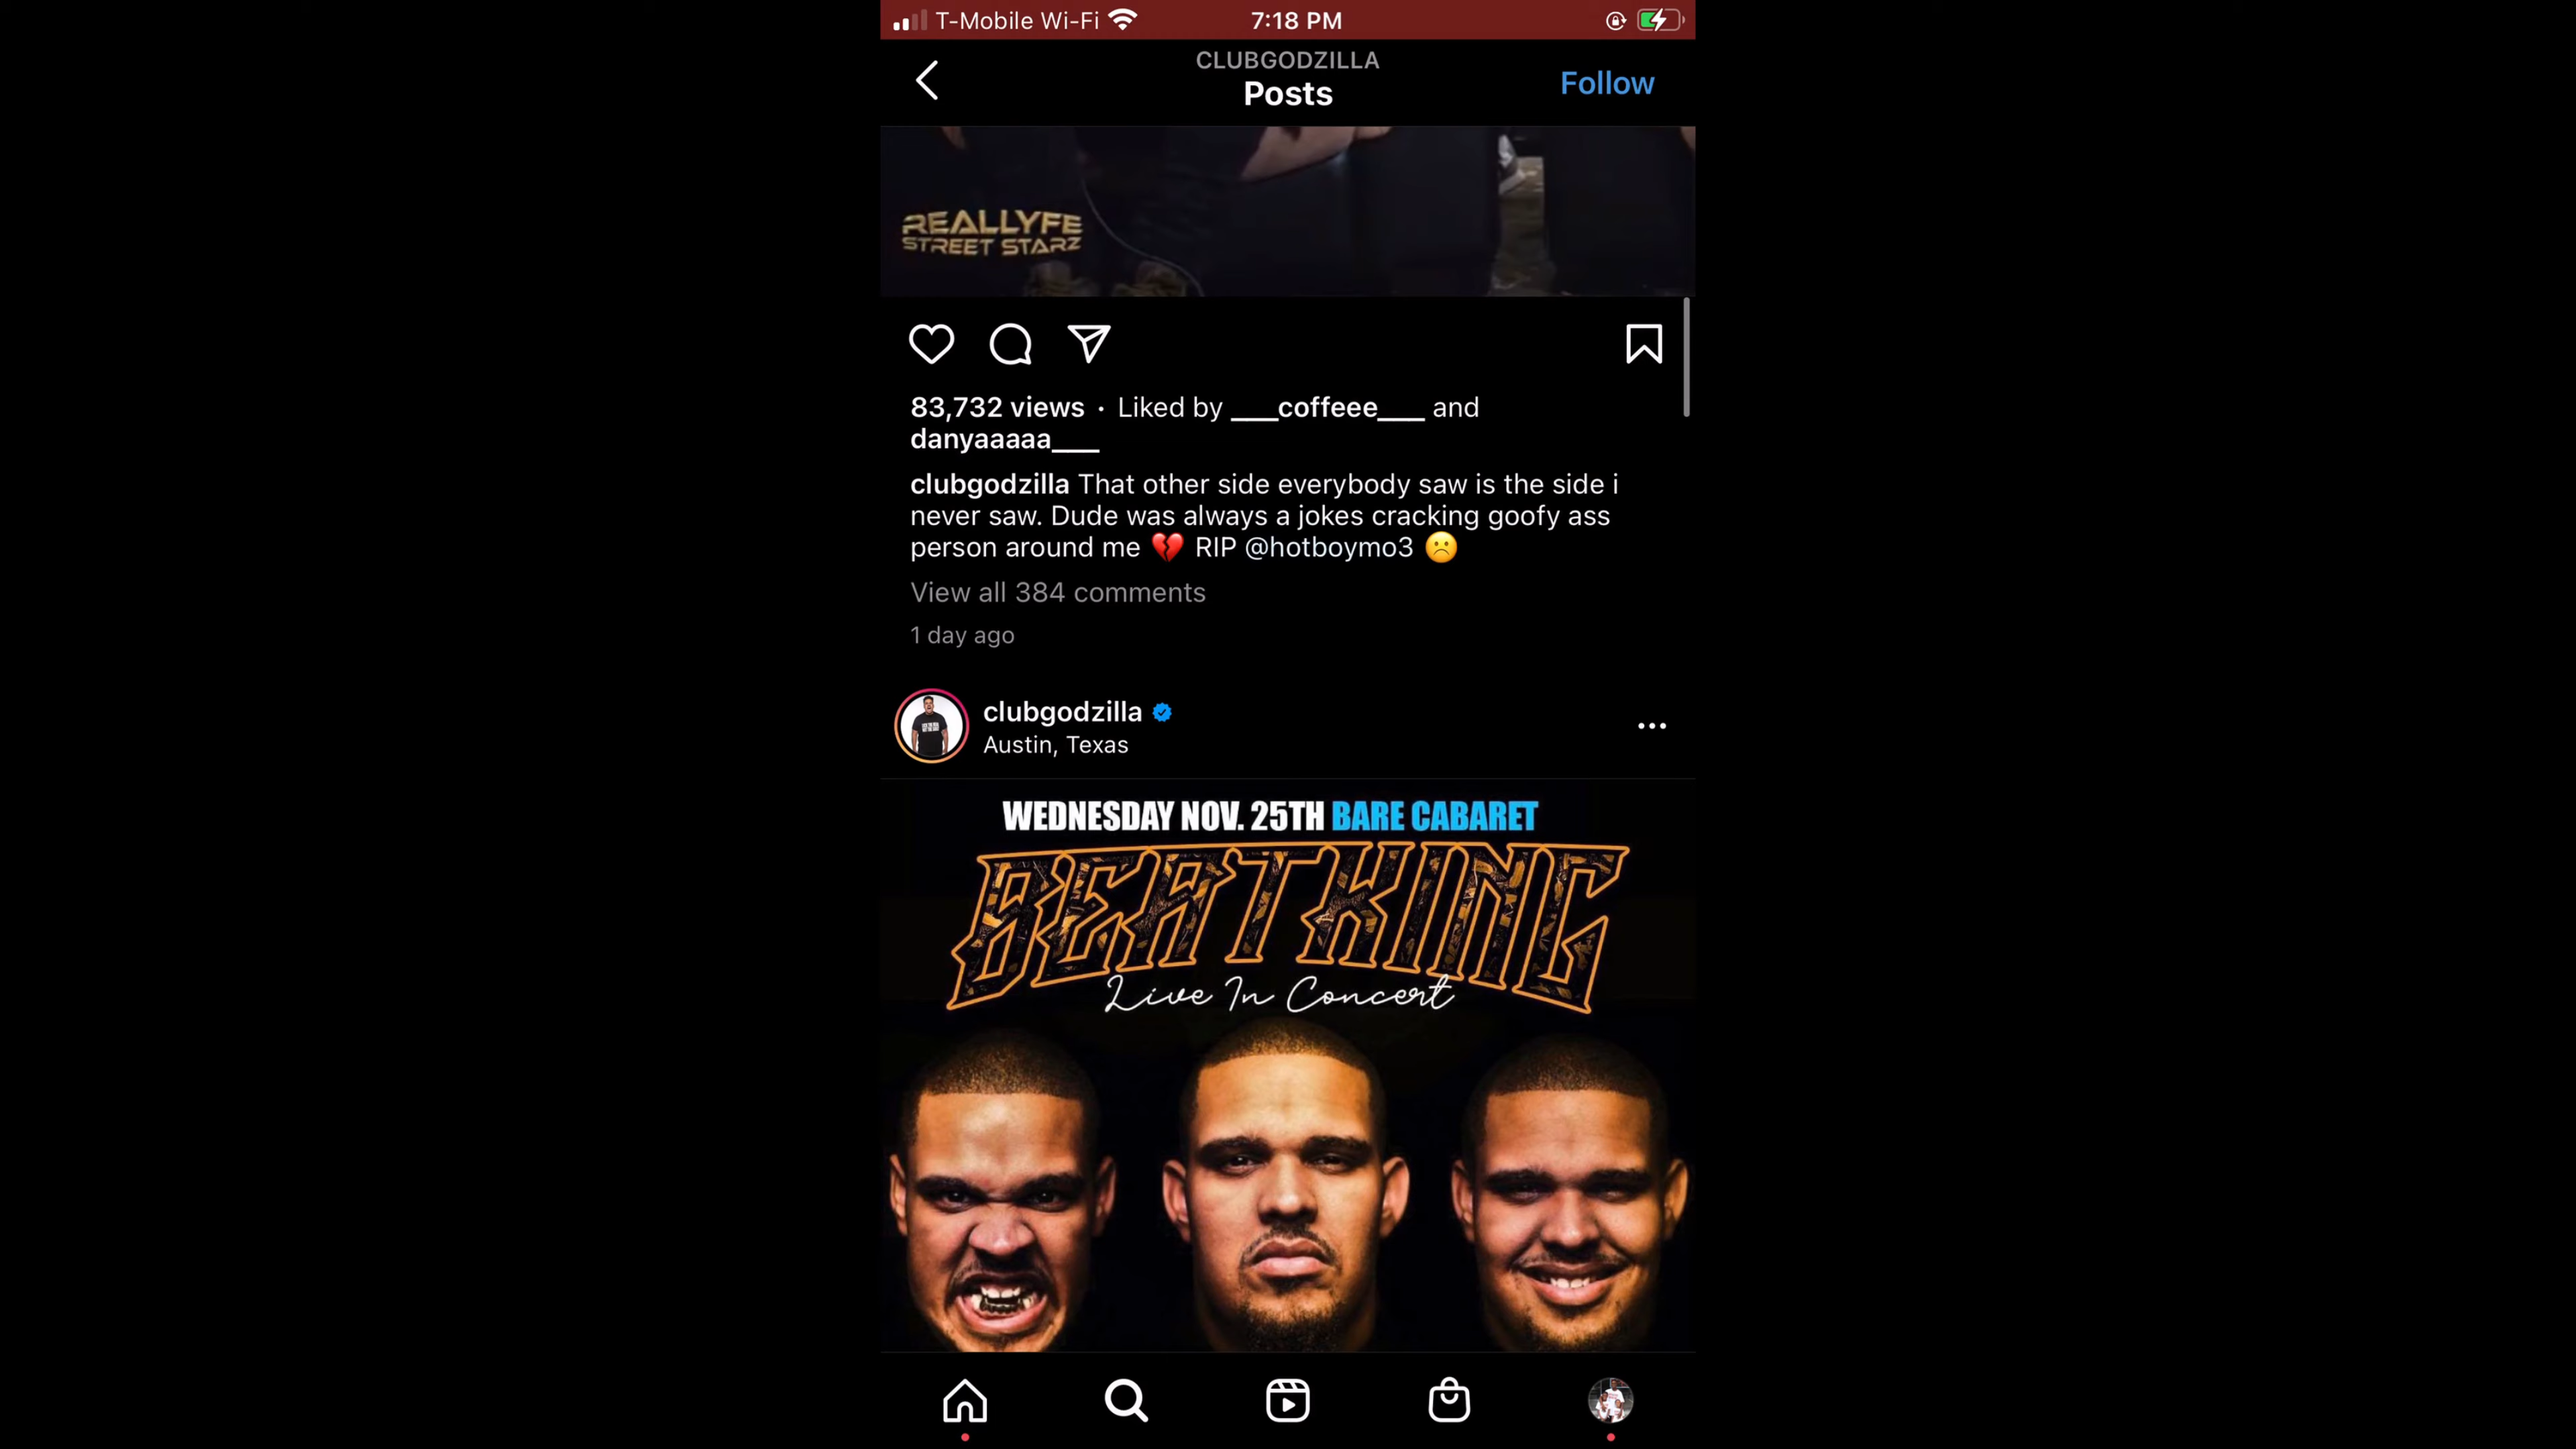 T-Mobile Wi-Fi 7:18 PM
CLUBGODZILLA
Posts
Follow
REALLYFE
STREET STARZ
83,732 views · Liked by ___coffeee___ and
danyaaaaa___
clubgodzilla That other side everybody saw is the side i
never saw. Dude was always a jokes cracking goofy ass
person around me 💔 RIP @hotboymo3 ☹️
View all 384 comments
1 day ago
clubgodzilla
Austin, Texas
WEDNESDAY NOV. 25TH BARE CABARET
BEATKING
Live In Concert